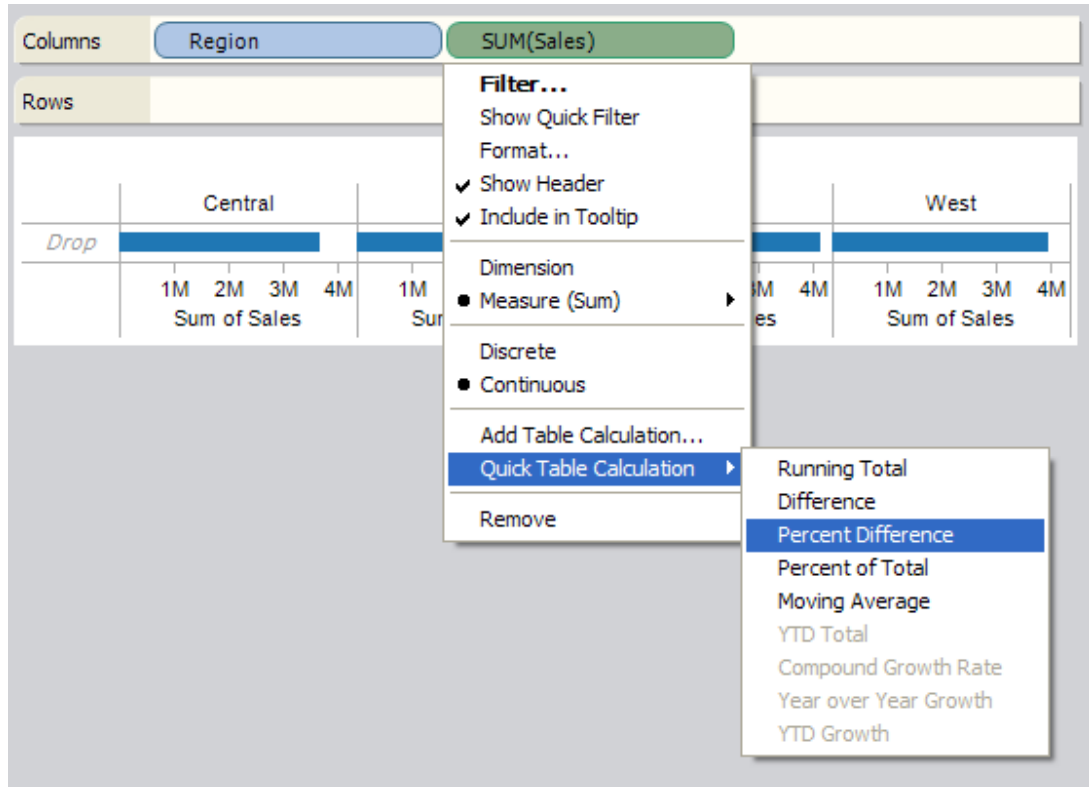 Columns Region SUM(Sales)
Rows
Filter...
Show Quick Filter
Format...
Show Header
Include in Tooltip
Dimension
Measure (Sum)
Discrete
Continuous
Add Table Calculation...
Quick Table Calculation
Remove
Running Total
Difference
Percent Difference
Percent of Total
Moving Average
YTD Total
Compound Growth Rate
Year over Year Growth
YTD Growth
Central West
Drop
1M 2M 3M 4M 1M 4M 1M 2M 3M 4M
Sum of Sales Sum of Sales